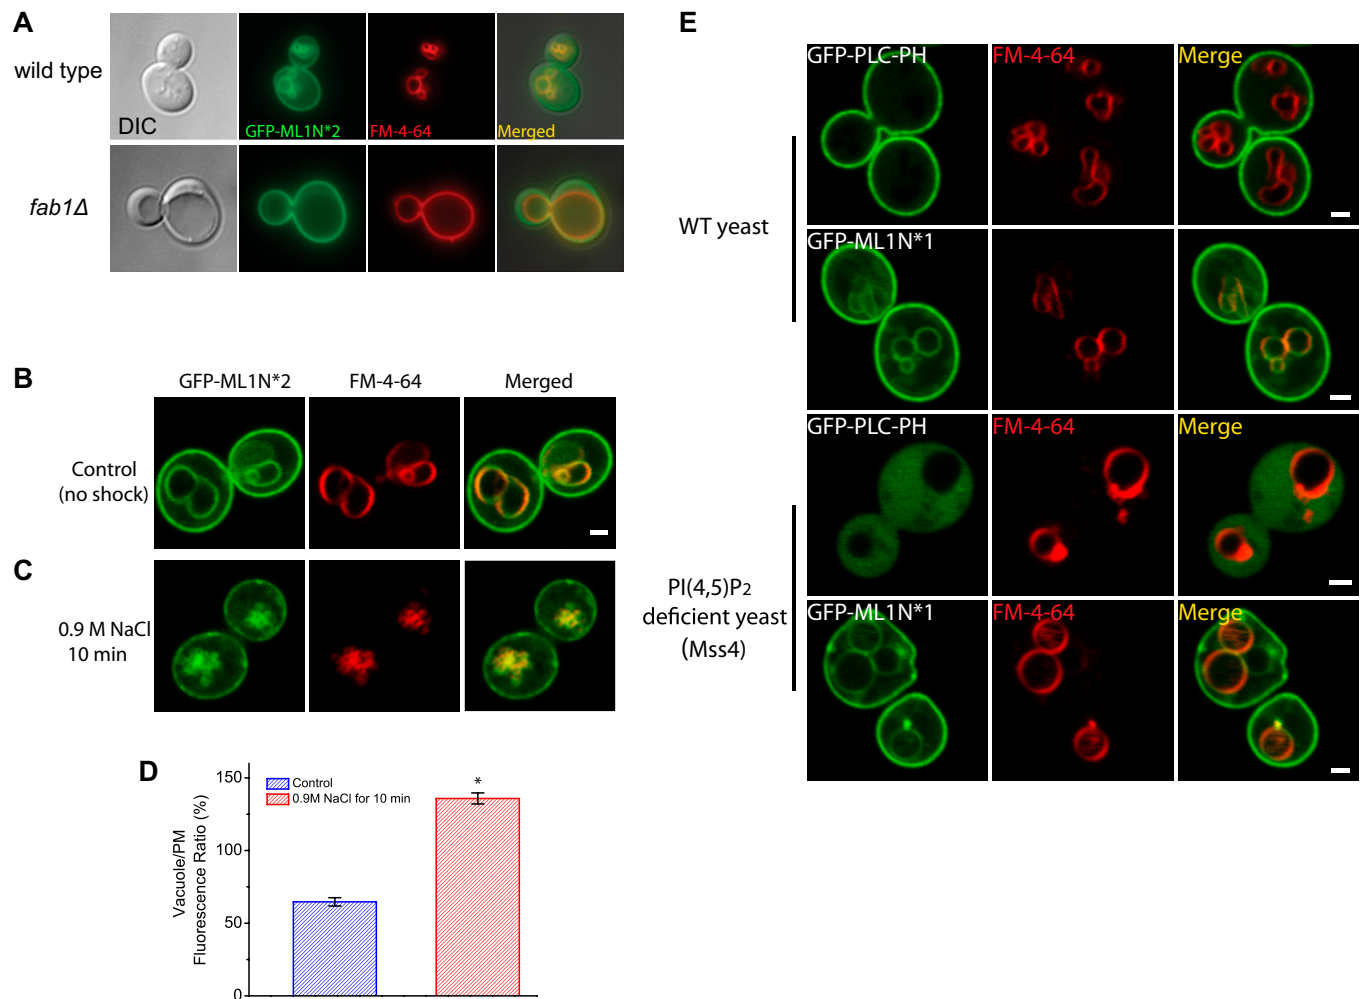 A
wild type
DIC
GFP-ML1N*2
FM-4-64
Merged
fab1Δ
B
GFP-ML1N*2
FM-4-64
Merged
Control
(no shock)
C
0.9 M NaCl
10 min
D
Vacuole/PM
Fluorescence Ratio (%)
150
100
50
0
Control
0.9M NaCl for 10 min
*
E
WT yeast
GFP-PLC-PH
FM-4-64
Merge
GFP-ML1N*1
PI(4,5)P2
deficient yeast
(Mss4)
GFP-PLC-PH
FM-4-64
Merge
GFP-ML1N*1
FM-4-64
Merge